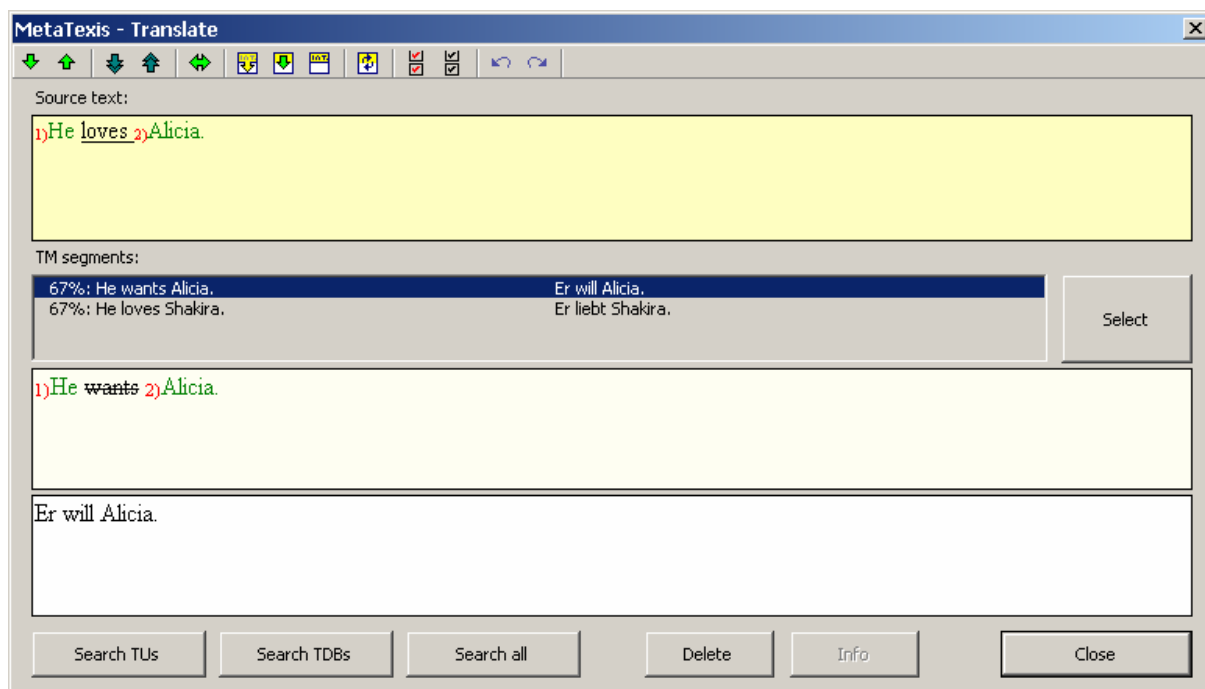 MetaTexis - Translate
Source text:
1)He loves 2)Alicia.
TM segments:
67%: He wants Alicia. Er will Alicia.
67%: He loves Shakira. Er liebt Shakira.
Select
1)He wants 2)Alicia.
Er will Alicia.
Search TUs Search TDBs Search all Delete Info Close